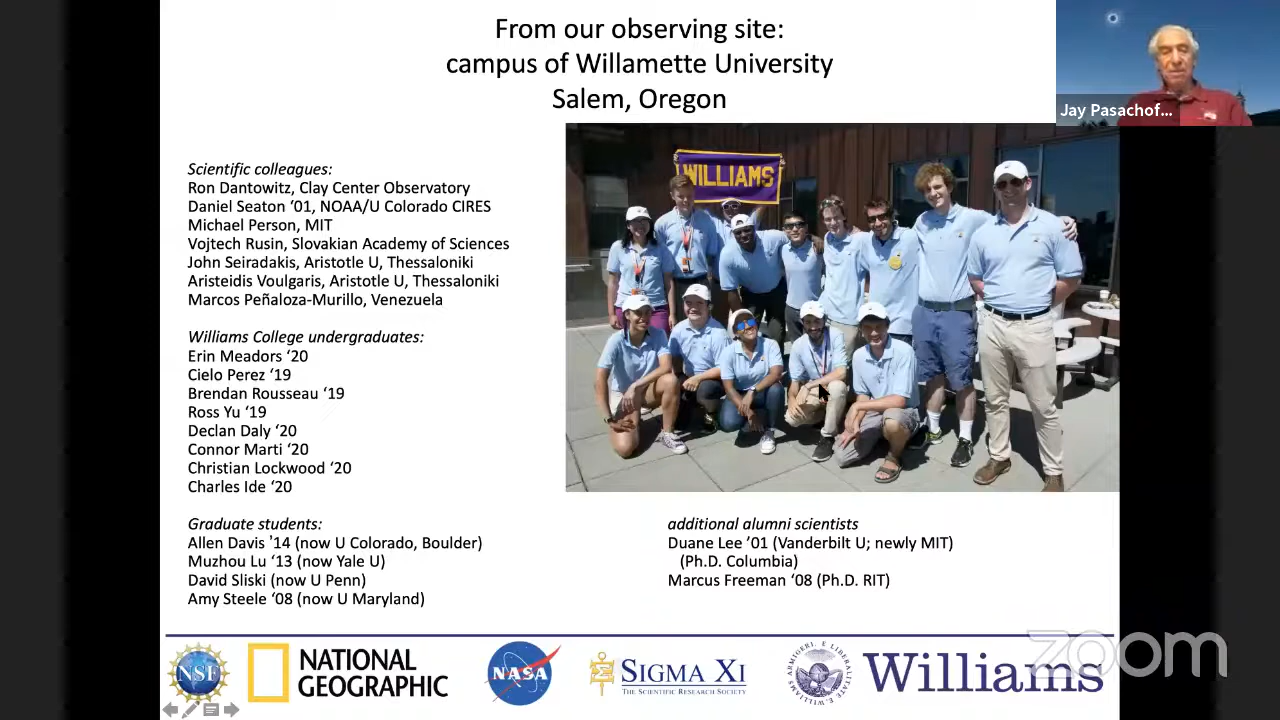 From our observing site:
campus of Willamette University
Salem, Oregon
Jay Pasachof...
Scientific colleagues:
Ron Dantowitz, Clay Center Observatory
Daniel Seaton ‘01, NOAA/U Colorado CIRES
Michael Person, MIT
Vojtech Rusin, Slovakian Academy of Sciences
John Seiradakis, Aristotle U, Thessaloniki
Aristeidis Voulgaris, Aristotle U, Thessaloniki
Marcos Peñaloza-Murillo, Venezuela
Williams College undergraduates:
Erin Meadors ‘20
Cielo Perez ‘19
Brendan Rousseau ‘19
Ross Yu ‘19
Declan Daly ‘20
Connor Marti ‘20
Christian Lockwood ‘20
Charles Ide ‘20
WILLIAMS
Graduate students:
Allen Davis ’14 (now U Colorado, Boulder)
Muzhou Lu ‘13 (now Yale U)
David Sliski (now U Penn)
Amy Steele ‘08 (now U Maryland)
additional alumni scientists
Duane Lee ’01 (Vanderbilt U; newly MIT)
(Ph.D. Columbia)
Marcus Freeman ‘08 (Ph.D. RIT)
NSF
NATIONAL
GEOGRAPHIC
NASA
SIGMA XI
THE SCIENTIFIC RESEARCH SOCIETY
E. LIBERALITATE E. WILLIAMS ARMIGERI
Williams
zoom